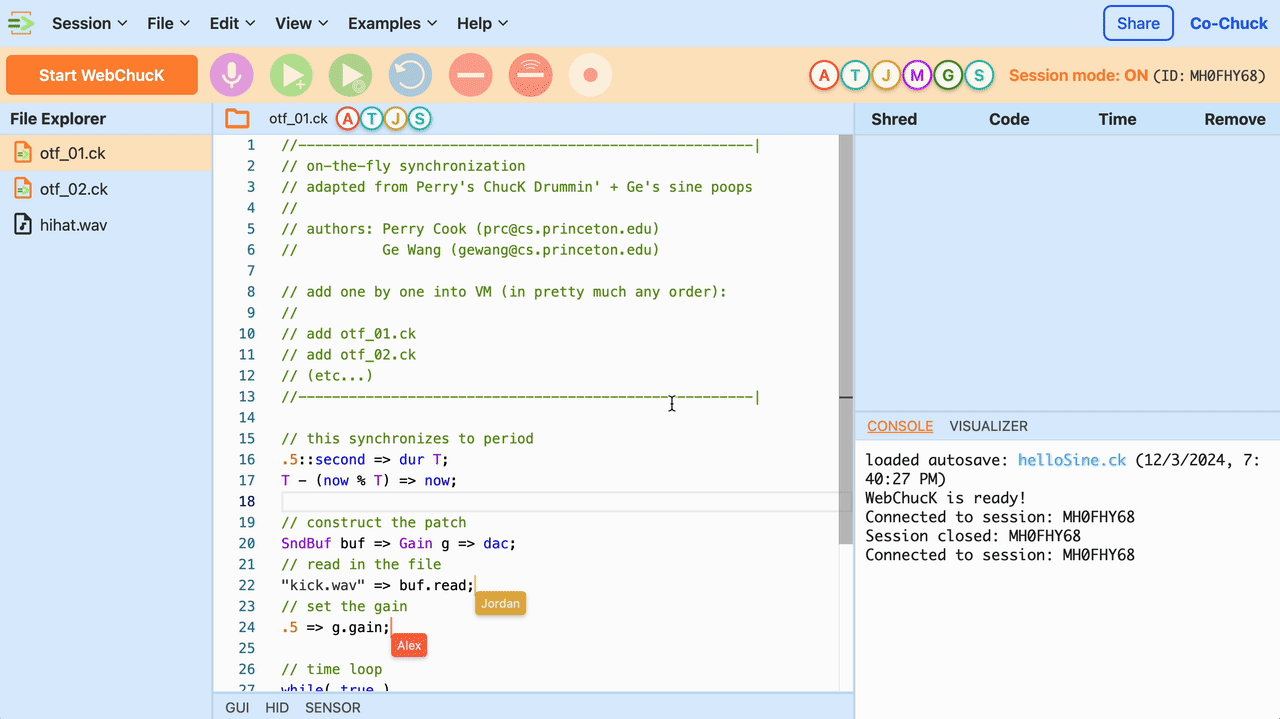 Session File Edit View Examples Help Share Co-Chuck
Start WebChucK A T J M G S Session mode: ON (ID: MH0FHY68)
File Explorer
otf_01.ck
otf_02.ck
hihat.wav
otf_01.ck A T J S
1 //------------------------------------------------------|
2 // on-the-fly synchronization
3 // adapted from Perry's ChucK Drummin' + Ge's sine poops
4 //
5 // authors: Perry Cook (prc@cs.princeton.edu)
6 //          Ge Wang (gewang@cs.princeton.edu)
7
8 // add one by one into VM (in pretty much any order):
9 //
10 // add otf_01.ck
11 // add otf_02.ck
12 // (etc...)
13 //------------------------------------------------------|
14
15 // this synchronizes to period
16 .5::second => dur T;
17 T - (now % T) => now;
18
19 // construct the patch
20 SndBuf buf => Gain g => dac;
21 // read in the file
22 "kick.wav" => buf.read;
Jordan
23 // set the gain
24 .5 => g.gain;
Alex
25
26 // time loop
27 while( true )
GUI HID SENSOR
Shred Code Time Remove
CONSOLE VISUALIZER
loaded autosave: helloSine.ck (12/3/2024, 7:
40:27 PM)
WebChucK is ready!
Connected to session: MH0FHY68
Session closed: MH0FHY68
Connected to session: MH0FHY68